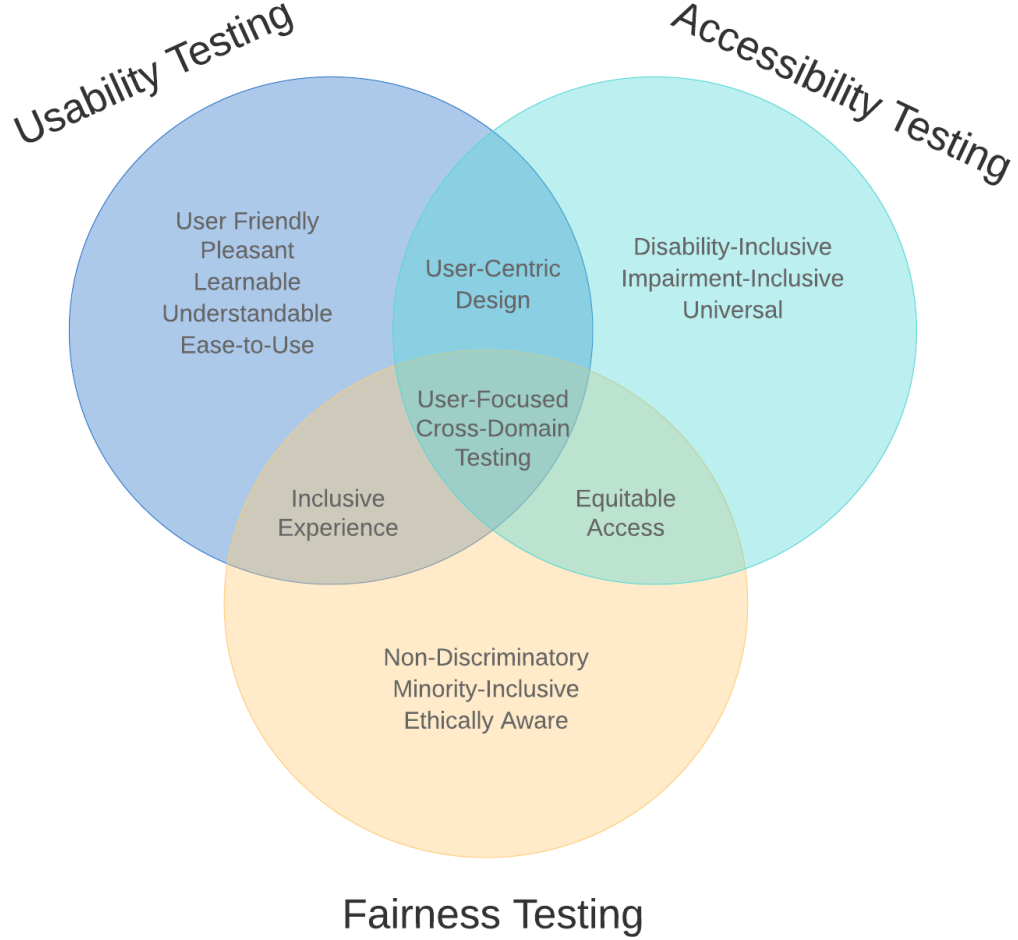 Usability Testing
Accessibility Testing
User Friendly
Pleasant
Learnable
Understandable
Ease-to-Use
User-Centric
Design
Disability-Inclusive
Impairment-Inclusive
Universal
User-Focused
Cross-Domain
Testing
Inclusive
Experience
Equitable
Access
Non-Discriminatory
Minority-Inclusive
Ethically Aware
Fairness Testing